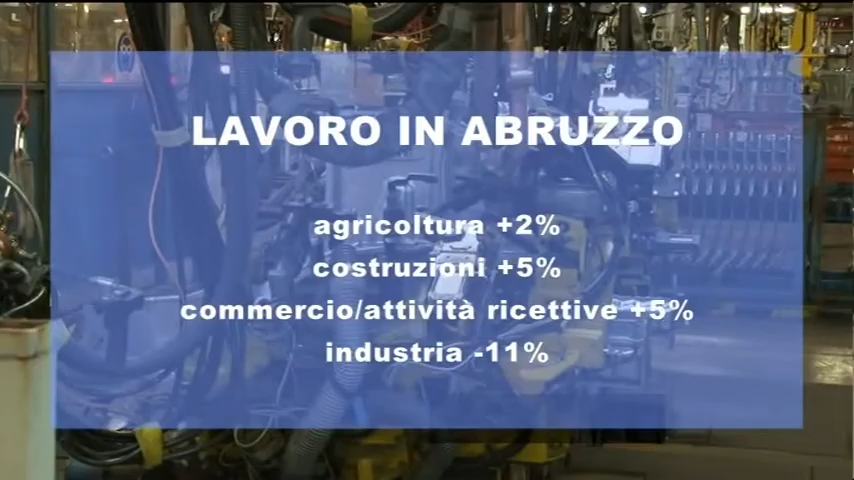 LAVORO IN ABRUZZO
agricoltura +2%
costruzioni +5%
commercio/attività ricettive +5%
industria -11%